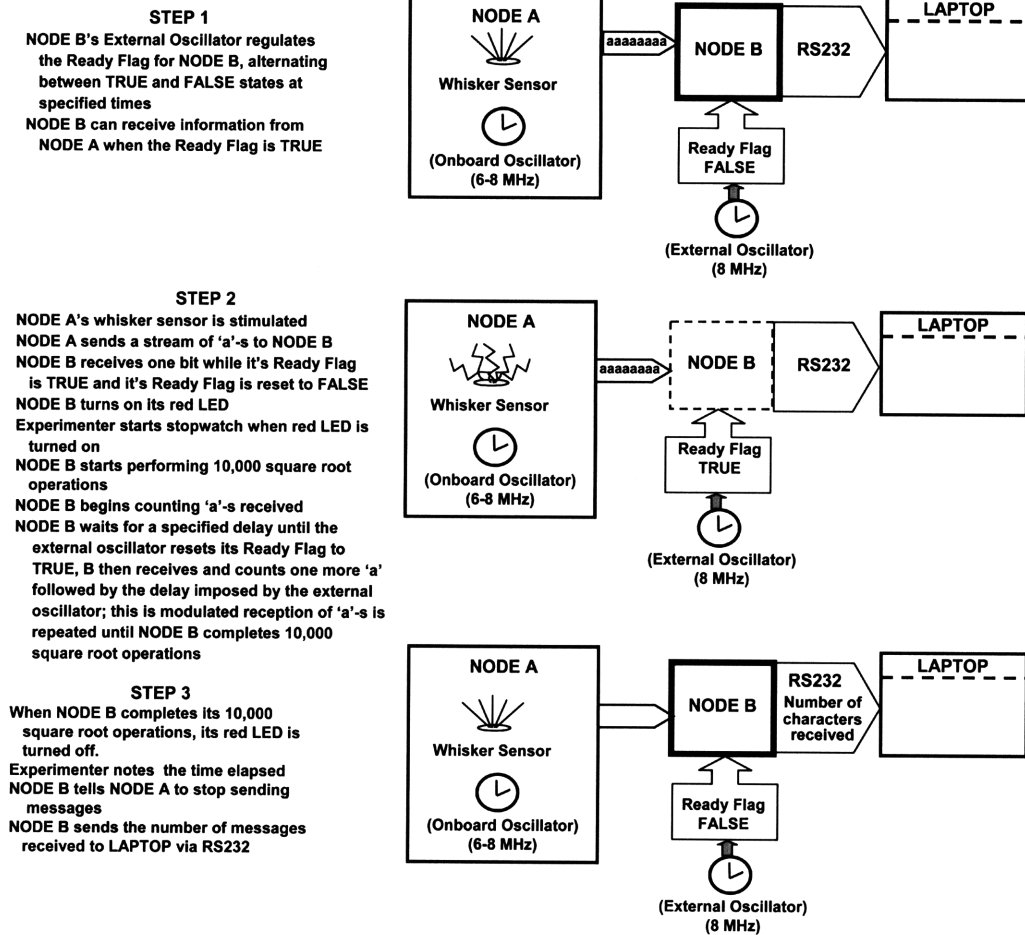 STEP 1
NODE B's External Oscillator regulates
the Ready Flag for NODE B, alternating
between TRUE and FALSE states at
specified times
NODE B can receive information from
NODE A when the Ready Flag is TRUE
NODE A
Whisker Sensor
(Onboard Oscillator)
(6-8 MHz)
aaaaaaaa
NODE B
RS232
LAPTOP
Ready Flag
FALSE
(External Oscillator)
(8 MHz)
STEP 2
NODE A's whisker sensor is stimulated
NODE A sends a stream of 'a'-s to NODE B
NODE B receives one bit while it's Ready Flag
is TRUE and it's Ready Flag is reset to FALSE
NODE B turns on its red LED
Experimenter starts stopwatch when red LED is
turned on
NODE B starts performing 10,000 square root
operations
NODE B begins counting 'a'-s received
NODE B waits for a specified delay until the
external oscillator resets its Ready Flag to
TRUE, B then receives and counts one more 'a'
followed by the delay imposed by the external
oscillator; this is modulated reception of 'a'-s is
repeated until NODE B completes 10,000
square root operations
NODE A
Whisker Sensor
(Onboard Oscillator)
(6-8 MHz)
aaaaaaaa
NODE B
RS232
LAPTOP
Ready Flag
TRUE
(External Oscillator)
(8 MHz)
STEP 3
When NODE B completes its 10,000
square root operations, its red LED is
turned off.
Experimenter notes the time elapsed
NODE B tells NODE A to stop sending
messages
NODE B sends the number of messages
received to LAPTOP via RS232
NODE A
Whisker Sensor
(Onboard Oscillator)
(6-8 MHz)
NODE B
RS232
Number of
characters
received
LAPTOP
Ready Flag
FALSE
(External Oscillator)
(8 MHz)